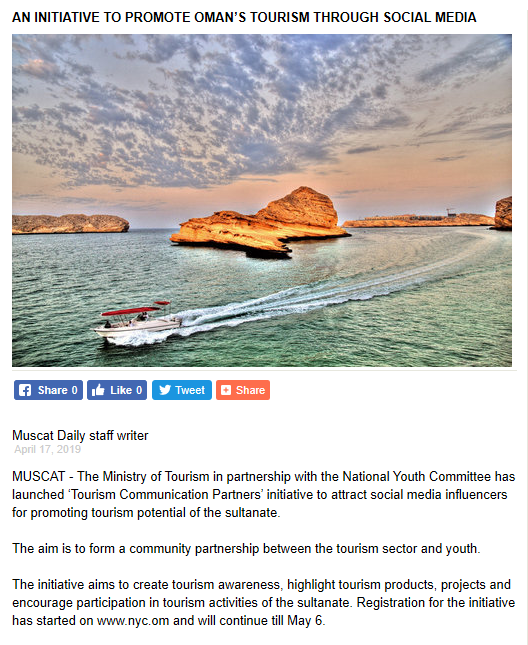 AN INITIATIVE TO PROMOTE OMAN’S TOURISM THROUGH SOCIAL MEDIA
Share 0 Like 0 Tweet Share
Muscat Daily staff writer
April 17, 2019
MUSCAT - The Ministry of Tourism in partnership with the National Youth Committee has
launched ‘Tourism Communication Partners’ initiative to attract social media influencers
for promoting tourism potential of the sultanate.
The aim is to form a community partnership between the tourism sector and youth.
The initiative aims to create tourism awareness, highlight tourism products, projects and
encourage participation in tourism activities of the sultanate. Registration for the initiative
has started on www.nyc.om and will continue till May 6.